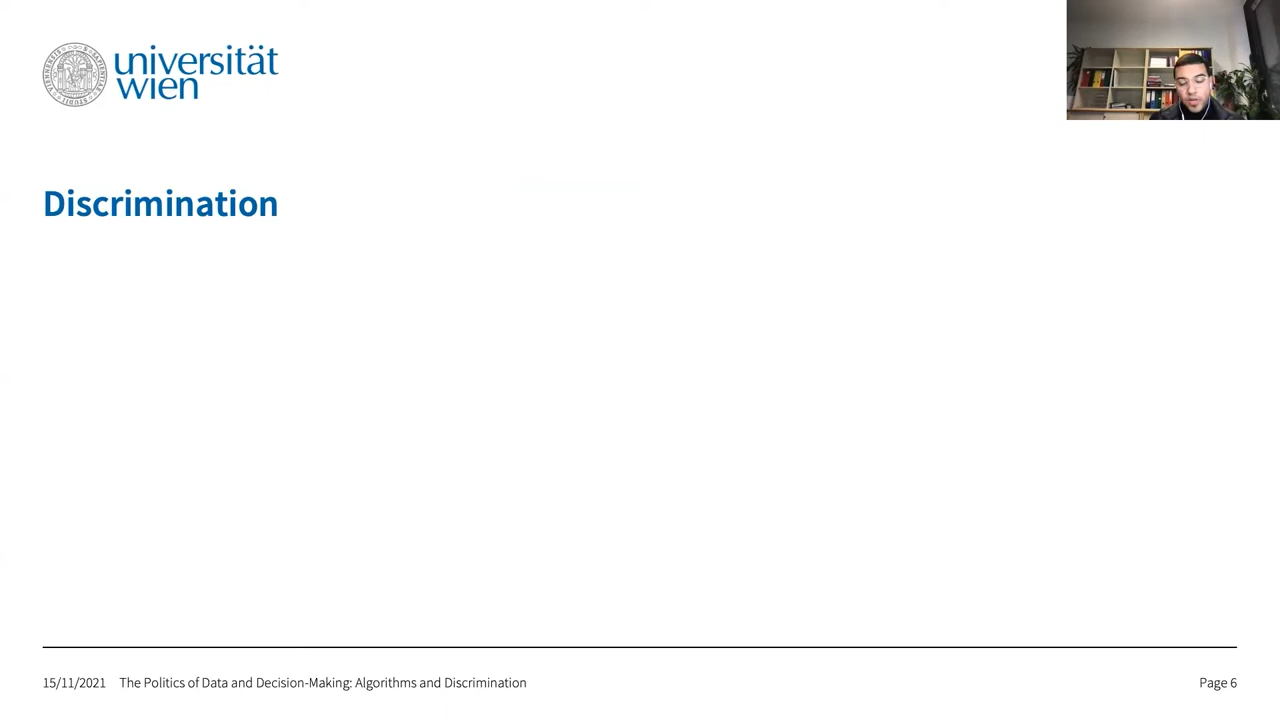 universität
wien
Discrimination
15/11/2021 The Politics of Data and Decision-Making: Algorithms and Discrimination Page 6